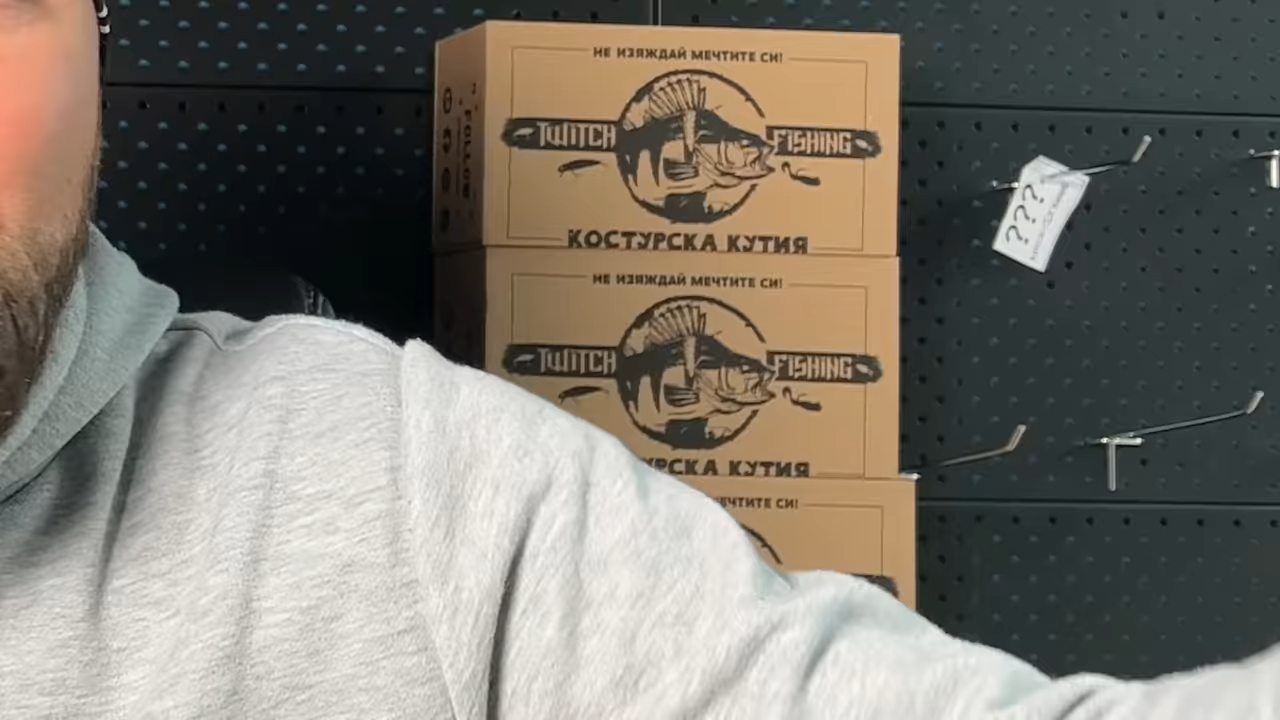 НЕ ИЗЯЖДАЙ МЕЧТИТЕ СИ!
TWITCH FISHING
КОСТУРСКА КУТИЯ
FOLLOW
???
НЕ ИЗЯЖДАЙ МЕЧТИТЕ СИ!
TWITCH FISHING
УРСКА КУТИЯ
МЕЧТИТЕ СИ!